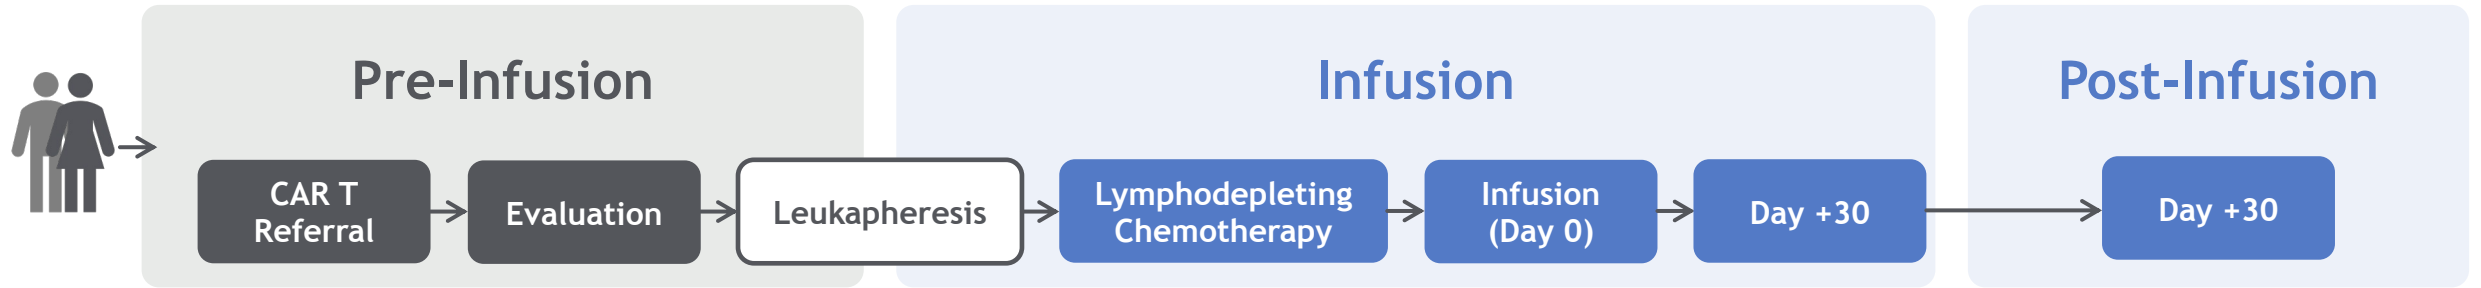 Pre-Infusion
CAR T
Referral
Evaluation
Leukapheresis
Infusion
Lymphodepleting
Chemotherapy
Infusion
(Day 0)
Day +30
Post-Infusion
Day +30